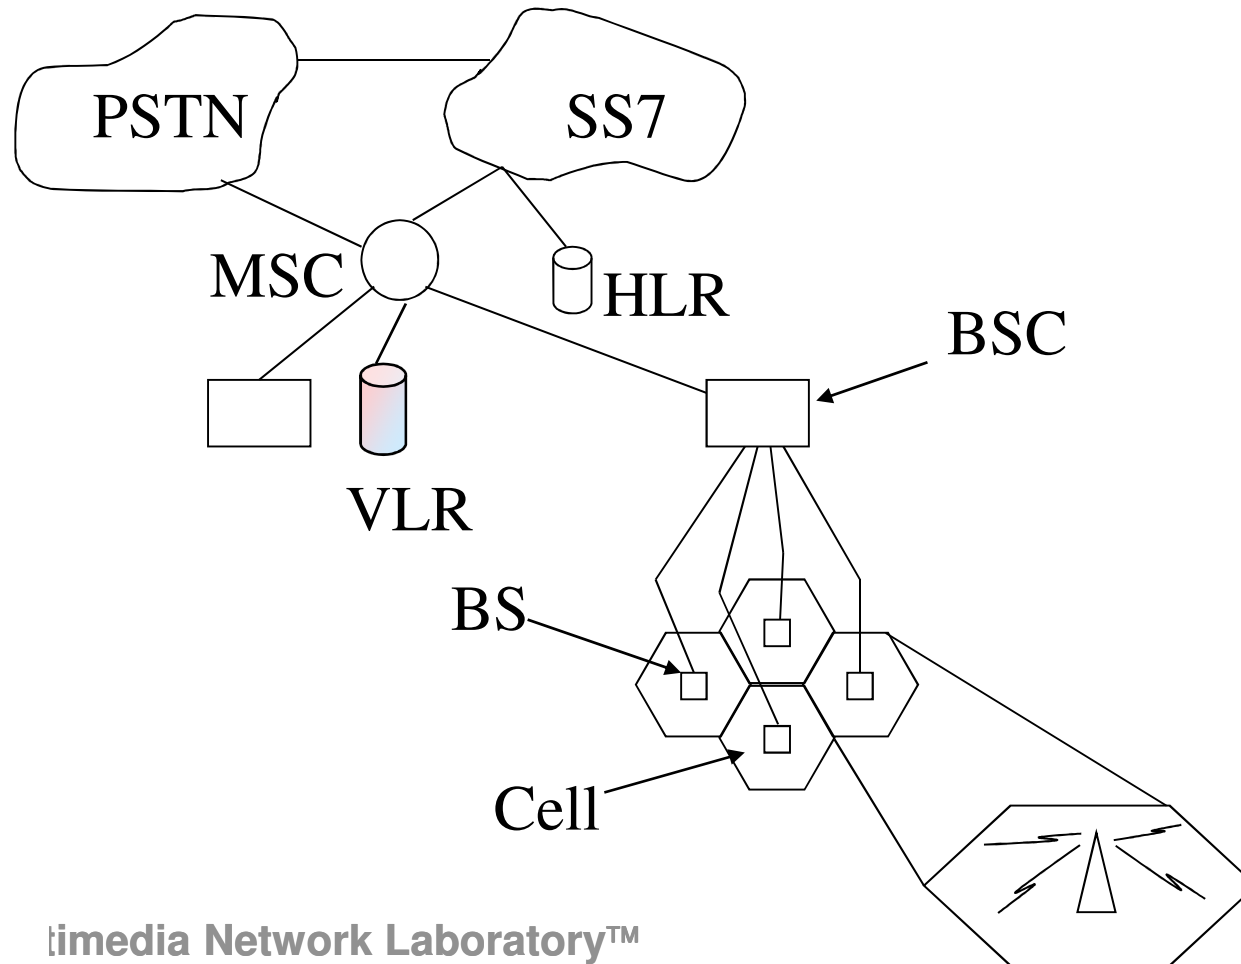 PSTN
SS7
MSC
HLR
BSC
VLR
BS
Cell
timedia Network Laboratory™